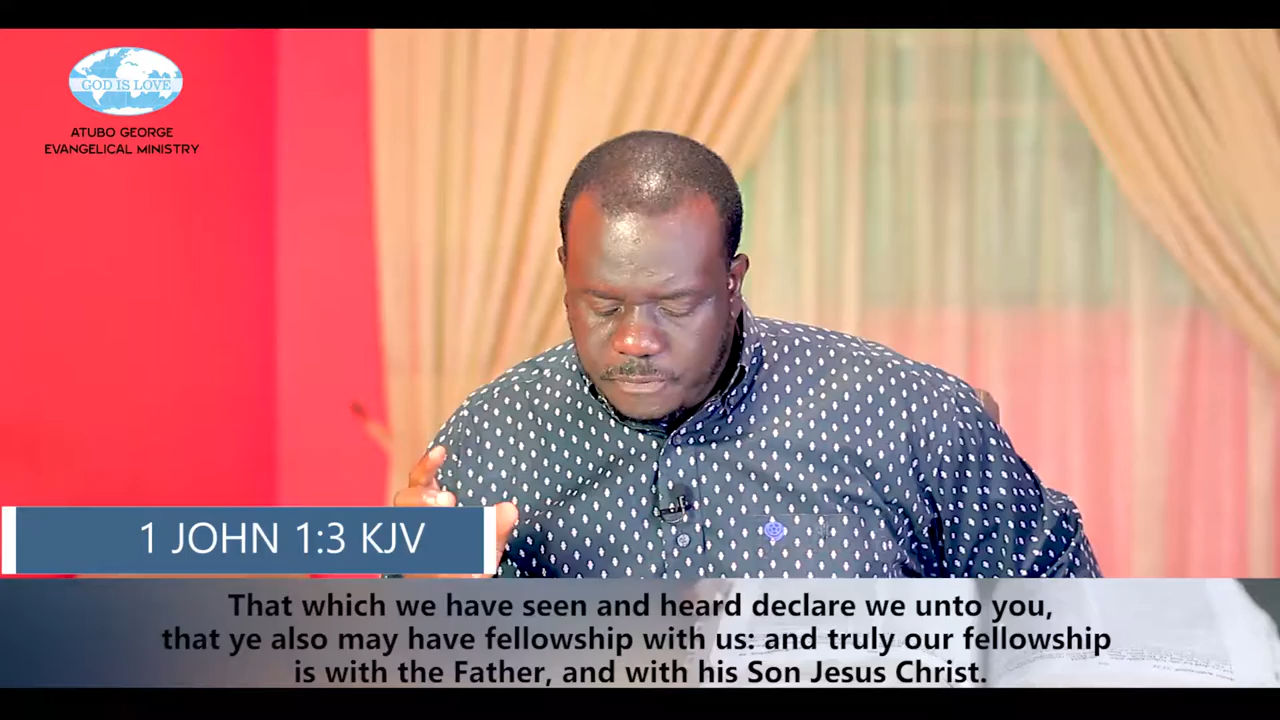 GOD IS LOVE
ATUBO GEORGE
EVANGELICAL MINISTRY
1 JOHN 1:3 KJV
That which we have seen and heard declare we unto you,
that ye also may have fellowship with us: and truly our fellowship
is with the Father, and with his Son Jesus Christ.